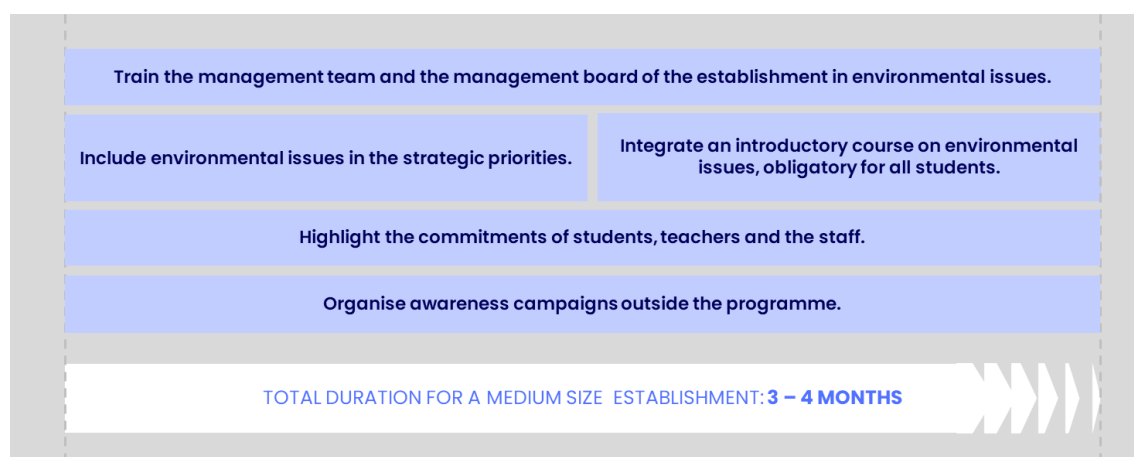 Train the management team and the management board of the establishment in environmental issues.
Include environmental issues in the strategic priorities.
Integrate an introductory course on environmental
issues, obligatory for all students.
Highlight the commitments of students, teachers and the staff.
Organise awareness campaigns outside the programme.
TOTAL DURATION FOR A MEDIUM SIZE ESTABLISHMENT: 3 – 4 MONTHS